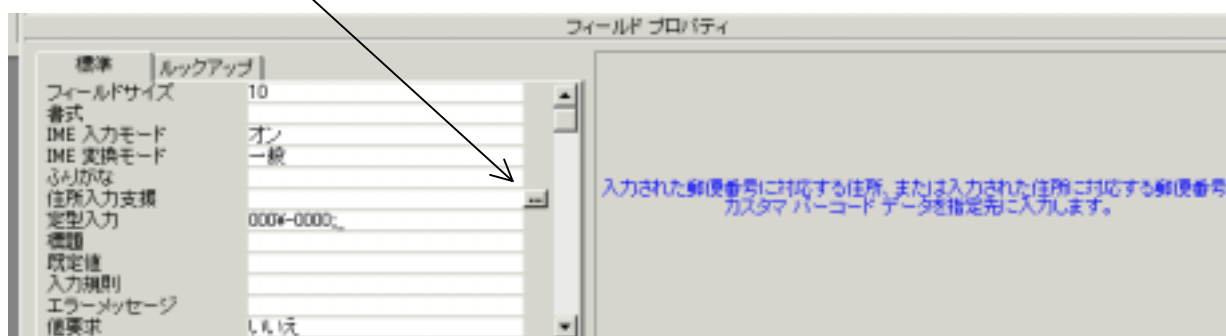 フィールド プロパティ
標準 ルックアップ
フィールドサイズ 10
書式
IME 入力モード オン
IME 変換モード 一般
ふりがな
住所入力支援 ...
定型入力 000¥-0000;;_
標題
既定値
入力規則
エラーメッセージ
値要求 いいえ
入力された郵便番号に対応する住所、または入力された住所に対応する郵便番号
カスタマ バーコード データを指定先に入力します。